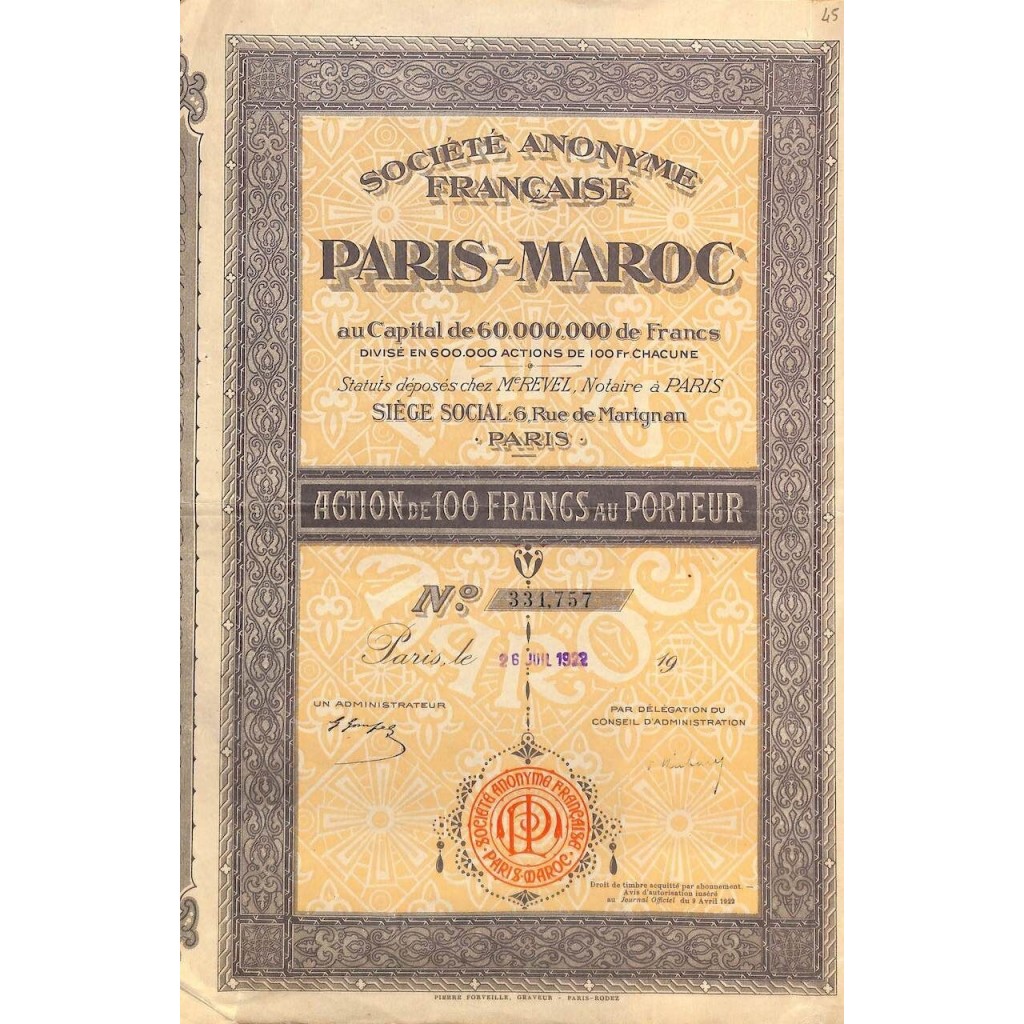 45
SOCIÉTÉ ANONYME
FRANÇAISE
PARIS-MAROC
au Capital de 60.000.000 de Francs
DIVISÉ EN 600.000 ACTIONS DE 100 Fr. CHACUNE
Statuts déposés chez Me REVEL, Notaire à PARIS
SIÈGE SOCIAL: 6, Rue de Marignan
· PARIS ·
ACTION DE 100 FRANCS AU PORTEUR
No. 331,757
Paris, le 26 JUIL 1922 19
UN ADMINISTRATEUR
PAR DÉLÉGATION DU
CONSEIL D'ADMINISTRATION
SOCIÉTÉ ANONYME FRANÇAISE
· PARIS-MAROC ·
Droit de timbre acquitté par abonnement. —
Avis d'autorisation inséré
au Journal Officiel du 9 Avril 1922
PIERRE FORVEILLE, GRAVEUR - PARIS-RODEZ